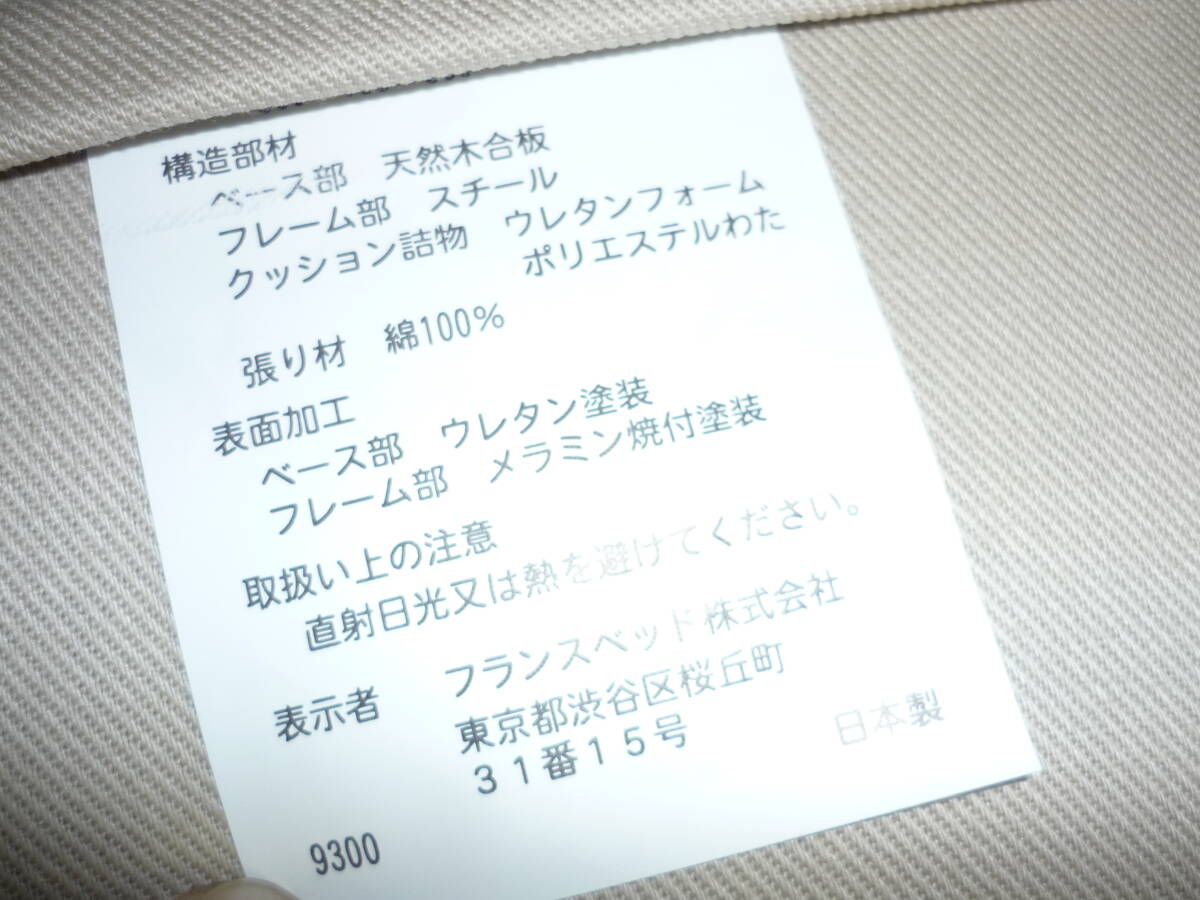 構造部材
ベース部 天然木合板
フレーム部 スチール
クッション詰物 ウレタンフォーム
ポリエステルわた
張り材 綿100%
表面加工
ベース部 ウレタン塗装
フレーム部 メラミン焼付塗装
取扱い上の注意
直射日光又は熱を避けてください。
表示者 フランスベッド株式会社
東京都渋谷区桜丘町
31番15号 日本製
9300